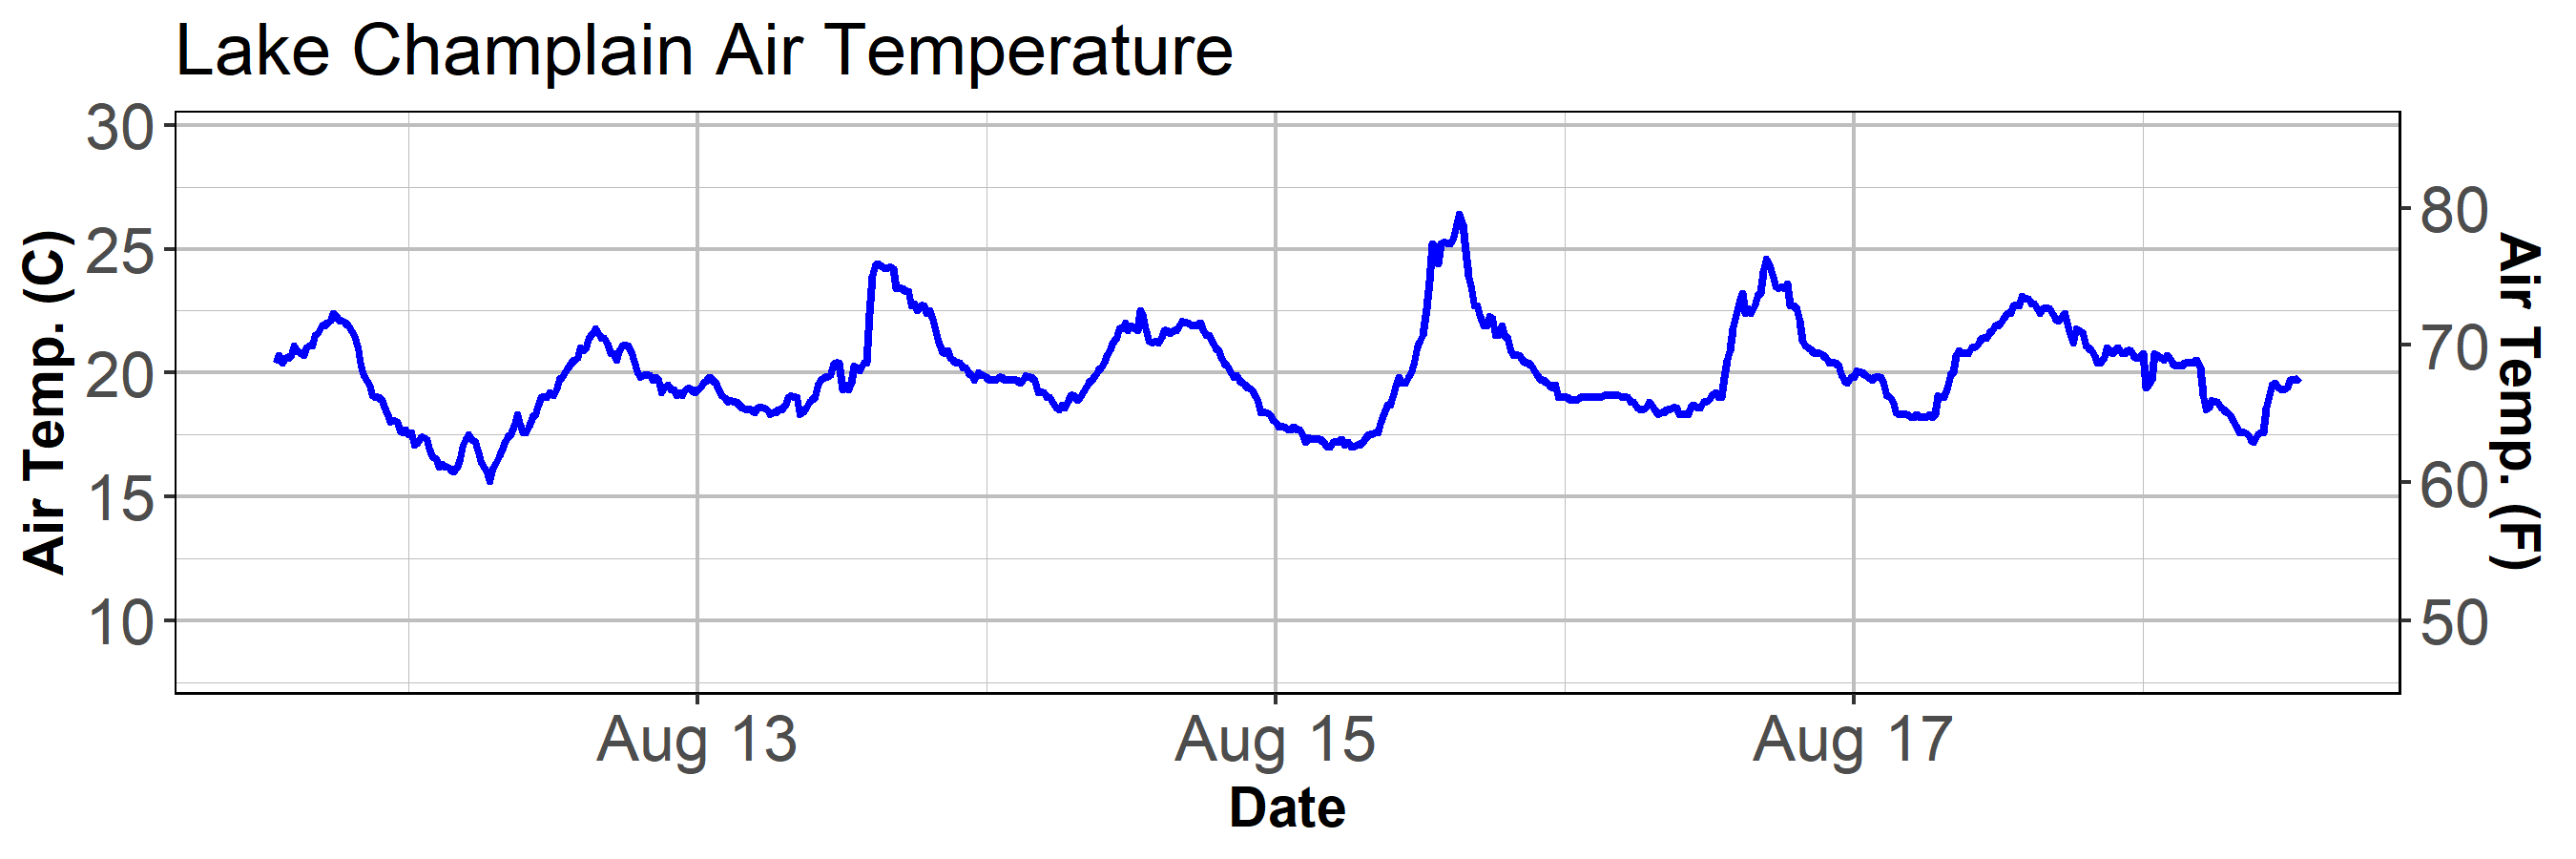 Lake Champlain Air Temperature
30
25
20
15
10
Air Temp. (C)
80
70
60
50
Air Temp. (F)
Aug 13
Aug 15
Aug 17
Date